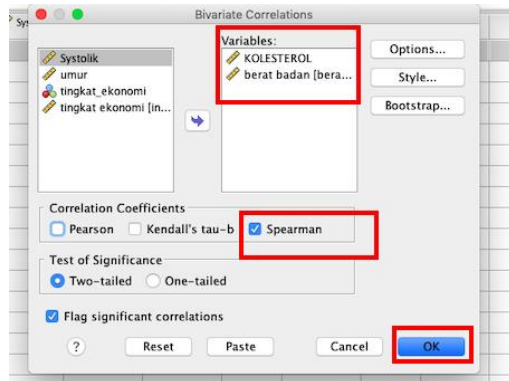 Sys
Bivariate Correlations
Variables:
Systolik
umur
tingkat_ekonomi
tingkat ekonomi [in...
KOLESTEROL
berat badan [bera...
Options...
Style...
Bootstrap...
Correlation Coefficients
Pearson Kendall's tau-b Spearman
Test of Significance
Two-tailed One-tailed
Flag significant correlations
? Reset Paste Cancel OK